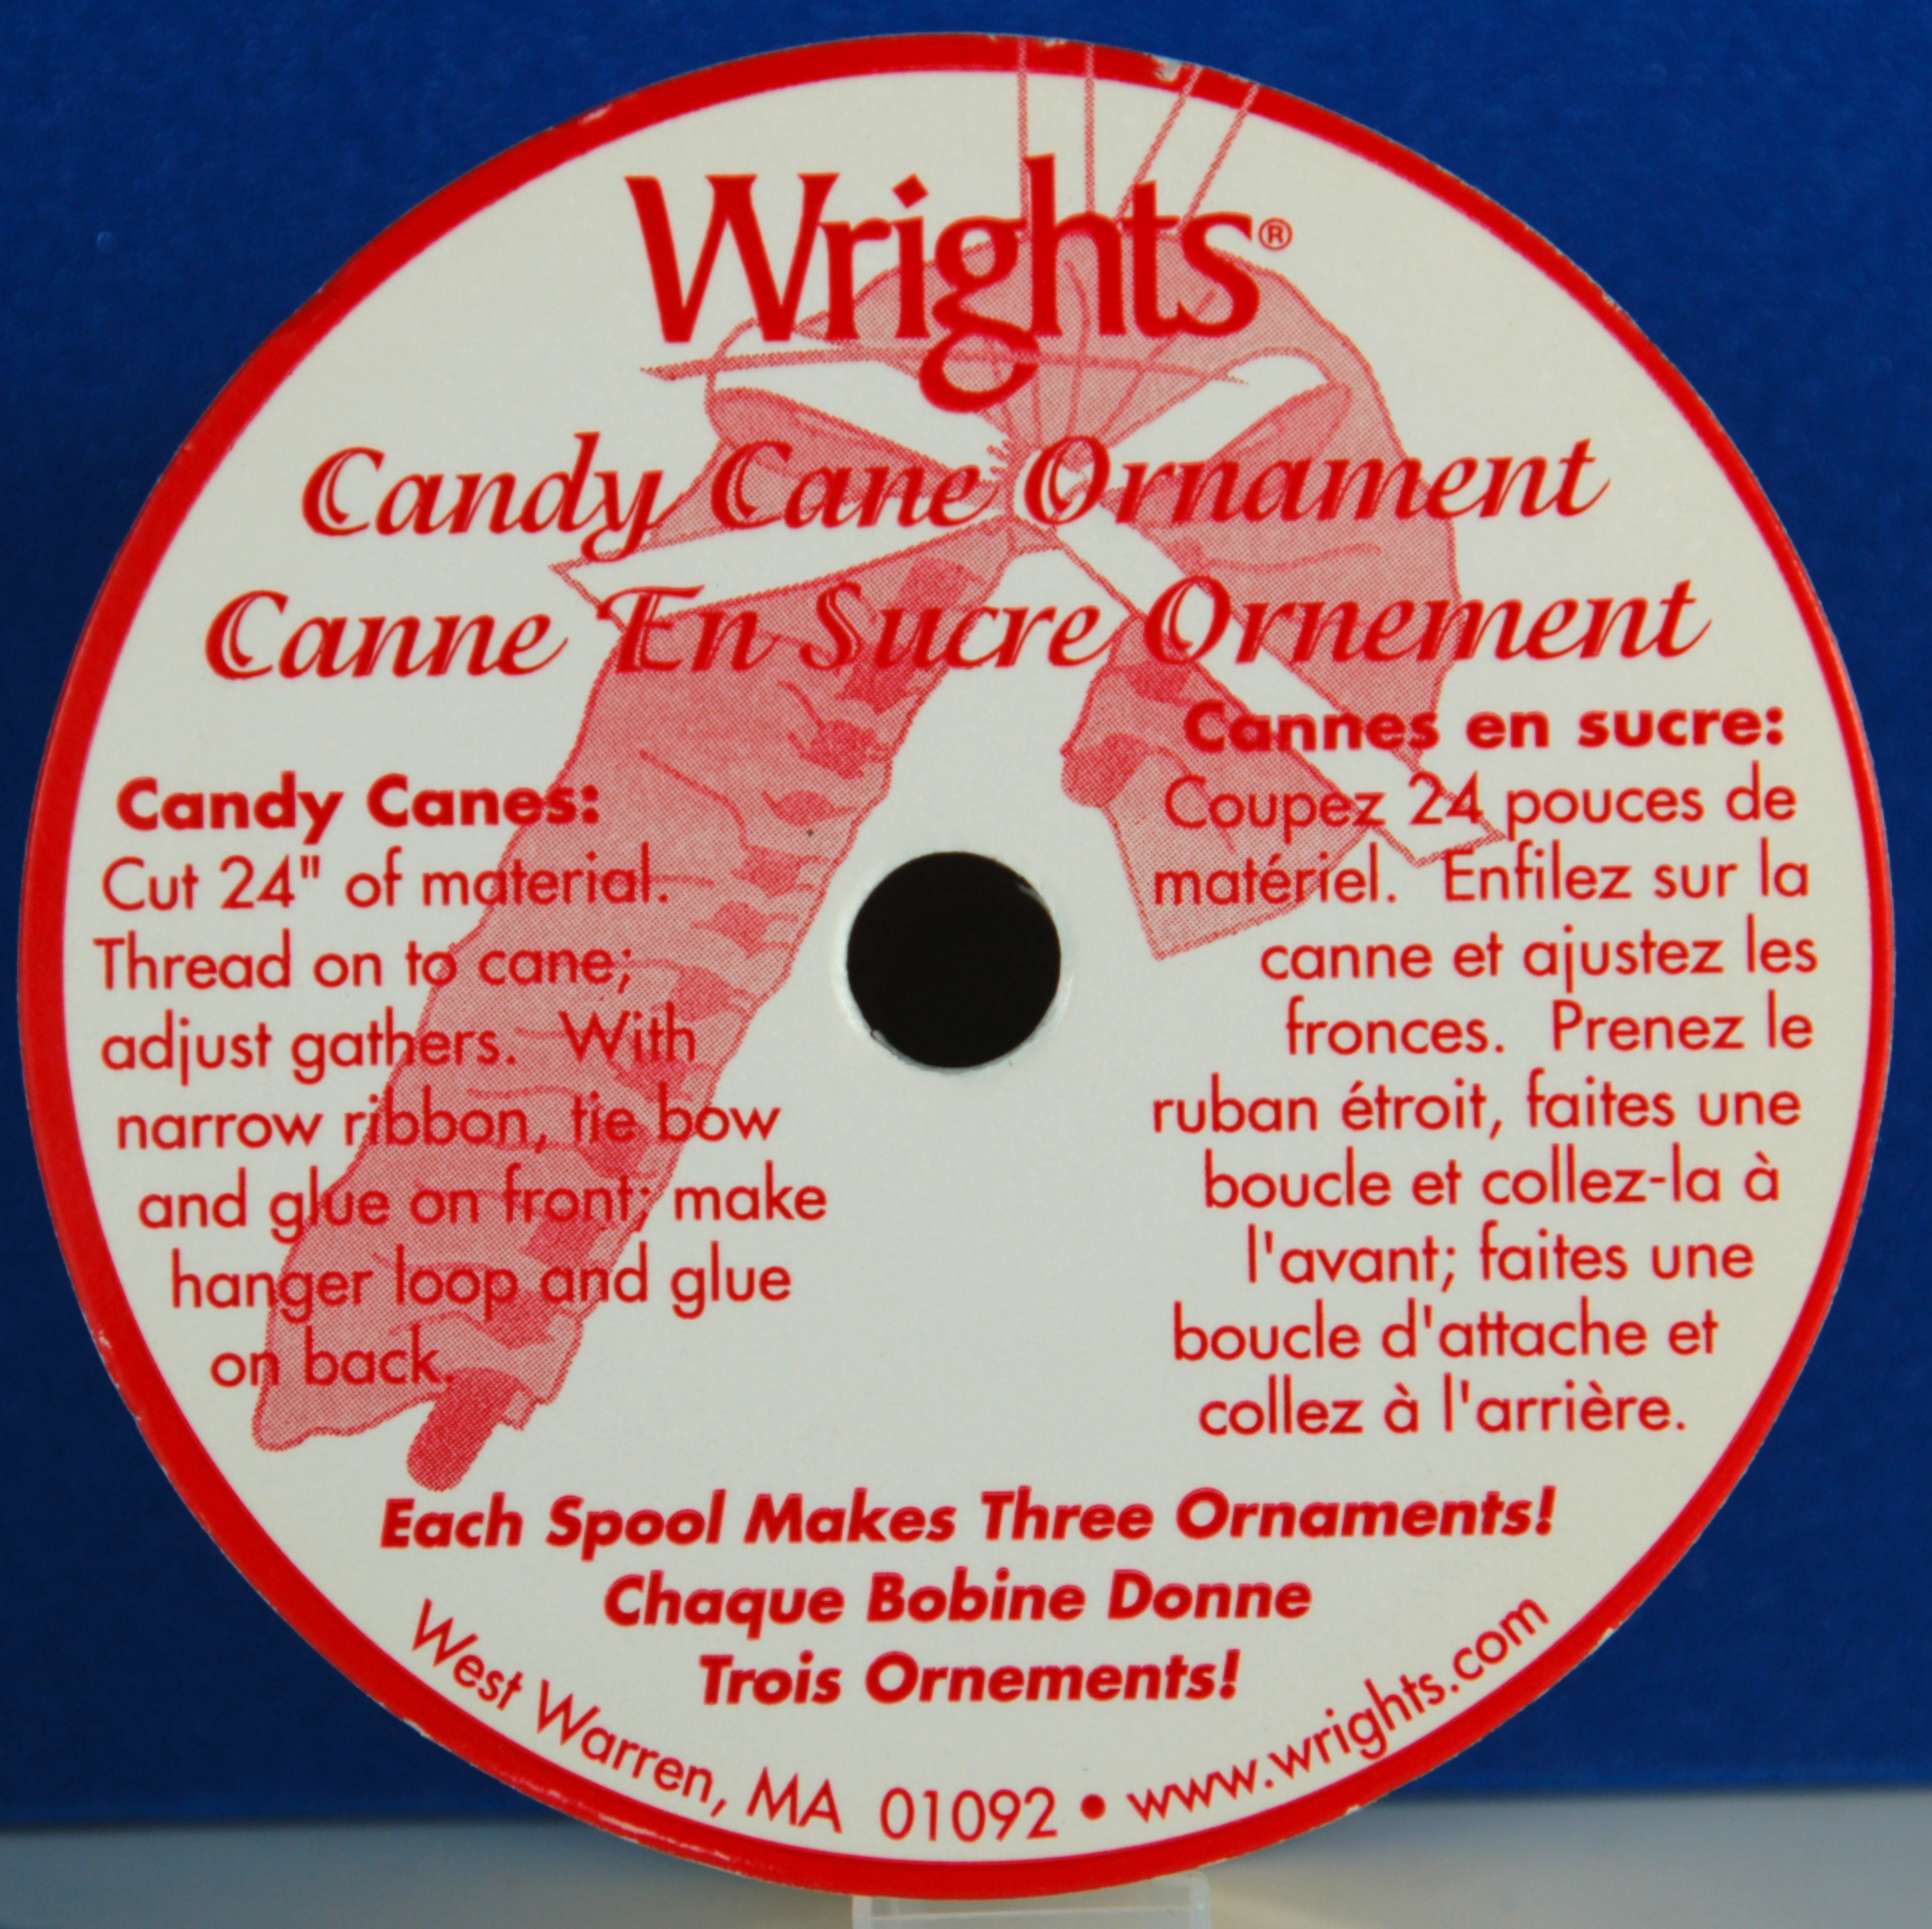 Wrights®
Candy Cane Ornament
Canne En Sucre Ornement
Candy Canes:
Cut 24" of material.
Thread on to cane;
adjust gathers. With
narrow ribbon, tie bow
and glue on front; make
hanger loop and glue
on back.
Cannes en sucre:
Coupez 24 pouces de
matériel. Enfilez sur la
canne et ajustez les
fronces. Prenez le
ruban étroit, faites une
boucle et collez-la à
l'avant; faites une
boucle d'attache et
collez à l'arrière.
Each Spool Makes Three Ornaments!
Chaque Bobine Donne
Trois Ornements!
West Warren, MA 01092 • www.wrights.com